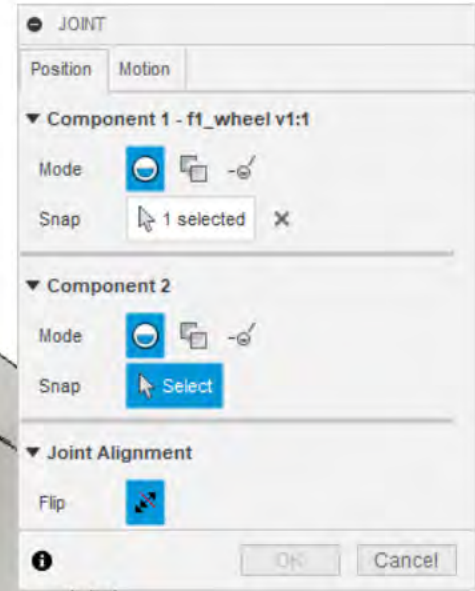 JOINT
Position Motion
Component 1 - f1_wheel v1:1
Mode
Snap 1 selected
Component 2
Mode
Snap Select
Joint Alignment
Flip
OK Cancel